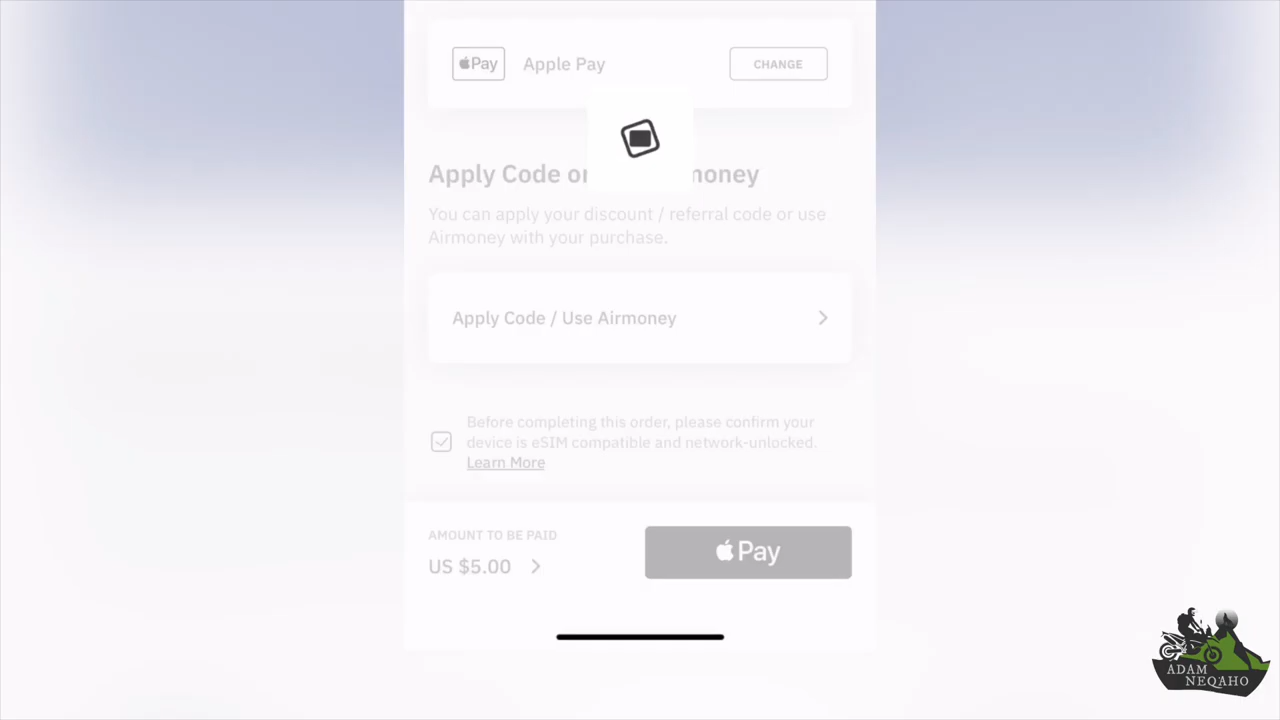 Pay Apple Pay CHANGE
Apply Code or money
You can apply your discount / referral code or use
Airmoney with your purchase.
Apply Code / Use Airmoney
Before completing this order, please confirm your
device is eSIM compatible and network-unlocked.
Learn More
AMOUNT TO BE PAID
US $5.00
Pay
ADAM
NEQAHO